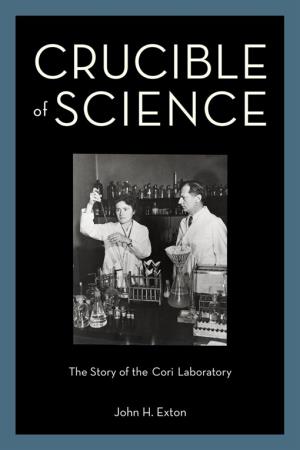 CRUCIBLE
of SCIENCE
The Story of the Cori Laboratory
John H. Exton